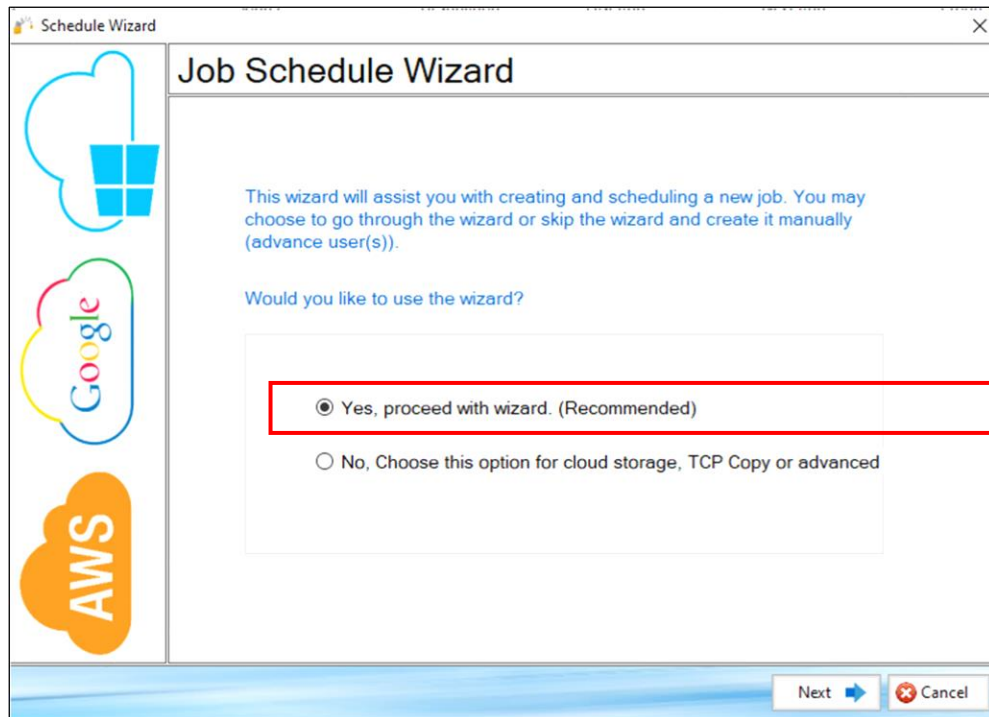 Schedule Wizard
Job Schedule Wizard
This wizard will assist you with creating and scheduling a new job. You may
choose to go through the wizard or skip the wizard and create it manually
(advance user(s)).
Would you like to use the wizard?
Yes, proceed with wizard. (Recommended)
No, Choose this option for cloud storage, TCP Copy or advanced
Google
AWS
Next
Cancel